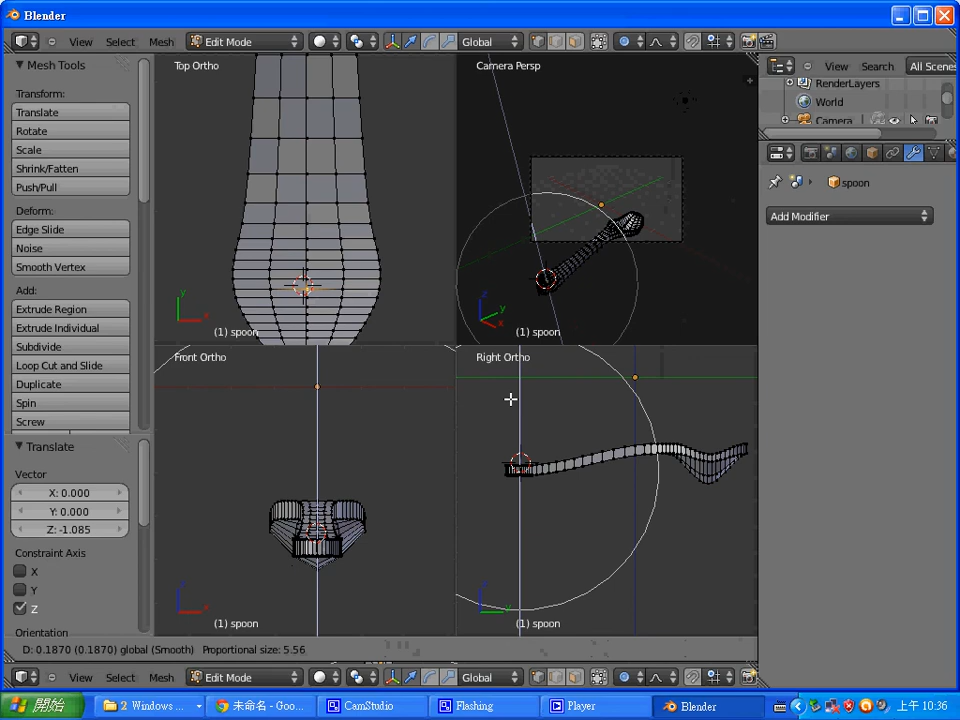 Blender
View Select Mesh Edit Mode Global
Mesh Tools
Transform:
Translate
Rotate
Scale
Shrink/Fatten
Push/Pull
Deform:
Edge Slide
Noise
Smooth Vertex
Add:
Extrude Region
Extrude Individual
Subdivide
Loop Cut and Slide
Duplicate
Spin
Screw
Translate
Vector
X: 0.000
Y: 0.000
Z: -1.085
Constraint Axis
X
Y
Z
Orientation
Top Ortho
y
x
(1) spoon
Camera Persp
z
y
x
(1) spoon
Front Ortho
z
x
(1) spoon
Right Ortho
z
y
(1) spoon
D: 0.1870 (0.1870) global (Smooth) Proportional size: 5.56
View Search All Scenes
RenderLayers
World
Camera
spoon
Add Modifier
View Select Mesh Edit Mode Global
開始
2 Windows ...
未命名 - Goo...
CamStudio
Flashing
Player
Blender
上午 10:36